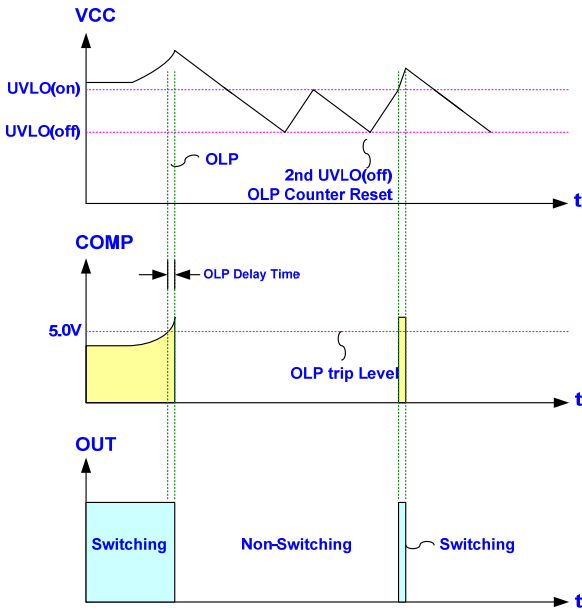 VCC
UVLO(on)
UVLO(off)
OLP
2nd UVLO(off)
OLP Counter Reset
t
COMP
OLP Delay Time
5.0V
OLP trip Level
t
OUT
Switching
Non-Switching
Switching
t